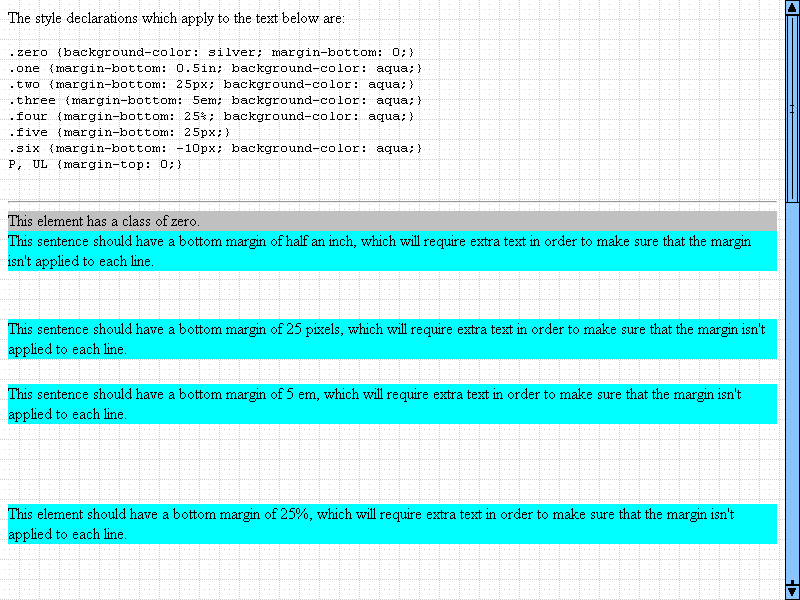 The style declarations which apply to the text below are:
.zero {background-color: silver; margin-bottom: 0;}
.one {margin-bottom: 0.5in; background-color: aqua;}
.two {margin-bottom: 25px; background-color: aqua;}
.three {margin-bottom: 5em; background-color: aqua;}
.four {margin-bottom: 25%; background-color: aqua;}
.five {margin-bottom: 25px;}
.six {margin-bottom: -10px; background-color: aqua;}
P, UL {margin-top: 0;}
This element has a class of zero.
This sentence should have a bottom margin of half an inch, which will require extra text in order to make sure that the margin
isn't applied to each line.
This sentence should have a bottom margin of 25 pixels, which will require extra text in order to make sure that the margin isn't
applied to each line.
This sentence should have a bottom margin of 5 em, which will require extra text in order to make sure that the margin isn't
applied to each line.
This element should have a bottom margin of 25%, which will require extra text in order to make sure that the margin isn't
applied to each line.